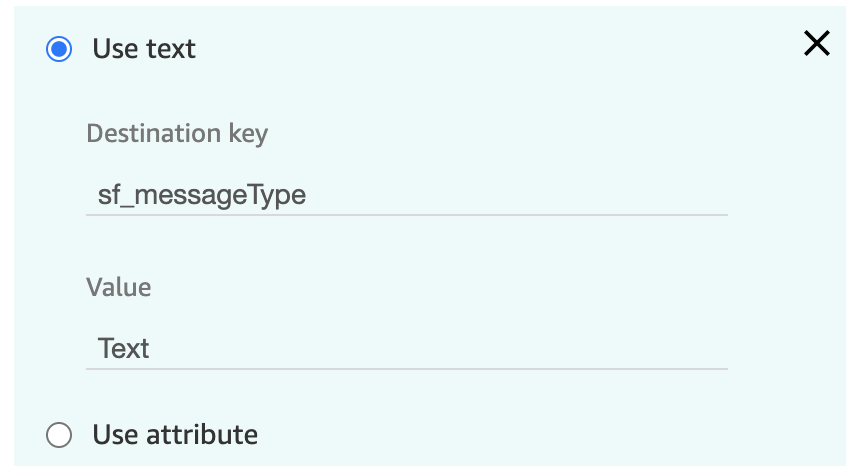 Use text
Destination key
sf_messageType
Value
Text
Use attribute